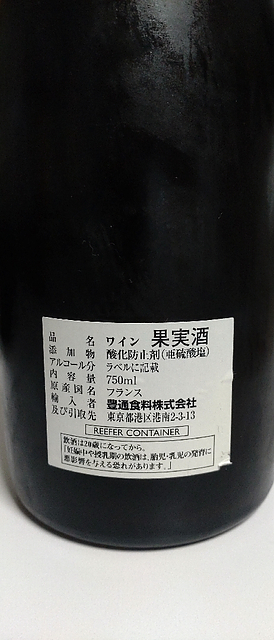 品名 ワイン 果実酒
添加物 酸化防止剤(亜硫酸塩)
アルコール分 ラベルに記載
内容量 750ml
原産国名 フランス
輸入者 豊通食料株式会社
及び引取先 東京都港区港南2-3-13
REEFER CONTAINER
飲酒は20歳になってから。
「妊娠中や授乳期の飲酒は、胎児・乳児の発育に
悪影響を与える恐れがあります。」